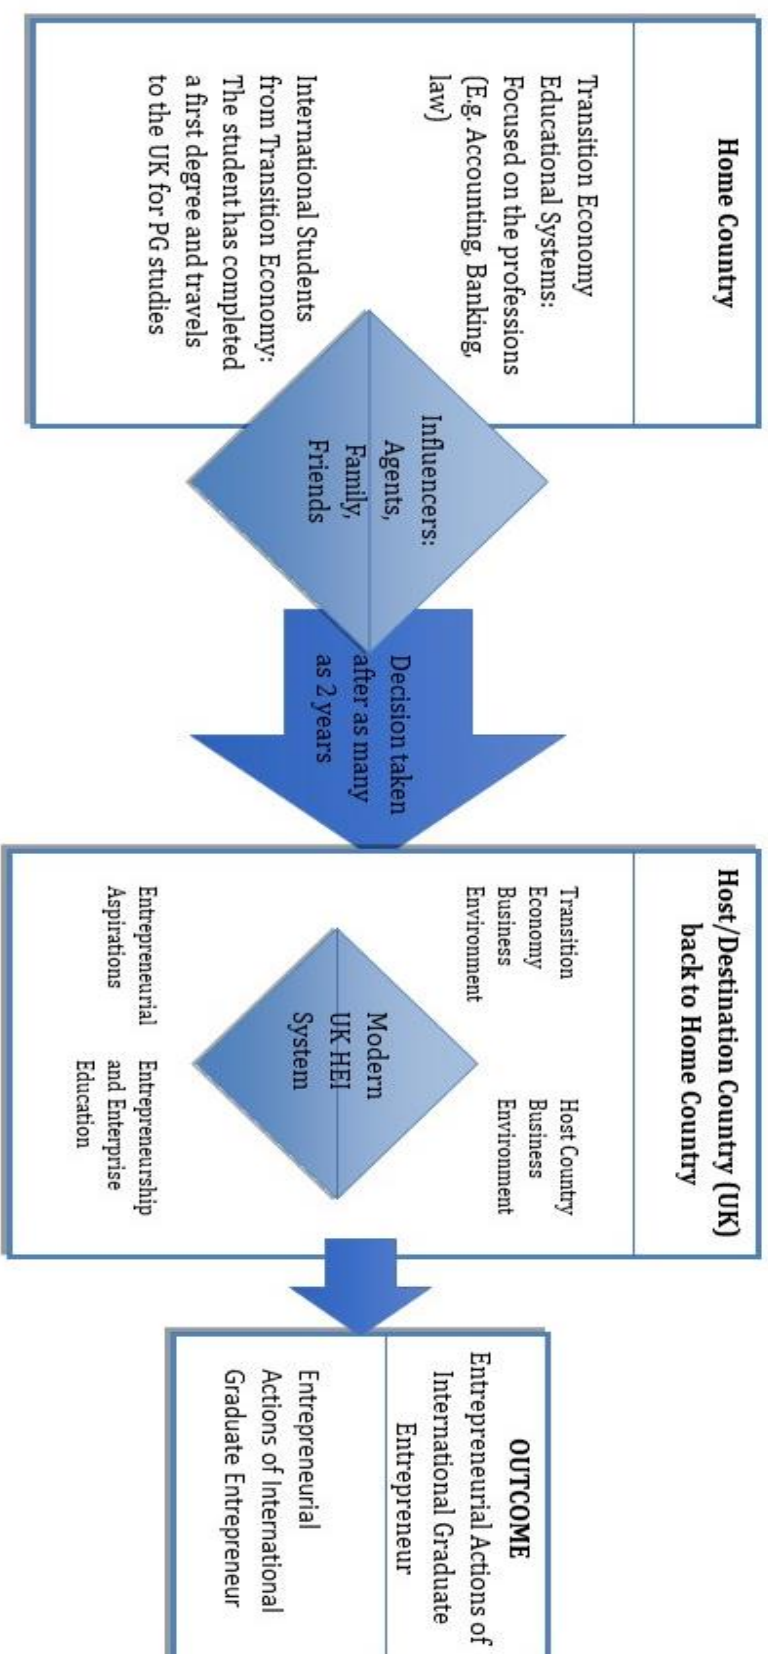 Home Country
Transition Economy
Educational Systems:
Focused on the professions
(E.g. Accounting, Banking,
law)
International Students
from Transition Economy:
The student has completed
a first degree and travels
to the UK for PG studies
Influencers:
Agents,
Family,
Friends
Decision taken
after as many
as 2 years
Host/Destination Country (UK)
back to Home Country
Transition
Economy
Business
Environment
Host Country
Business
Environment
Modern
UK HEI
System
Entrepreneurial
Aspirations
Entrepreneurship
and Enterprise
Education
OUTCOME
Entrepreneurial Actions of
International Graduate
Entrepreneur
Entrepreneurial
Actions of International
Graduate Entrepreneur